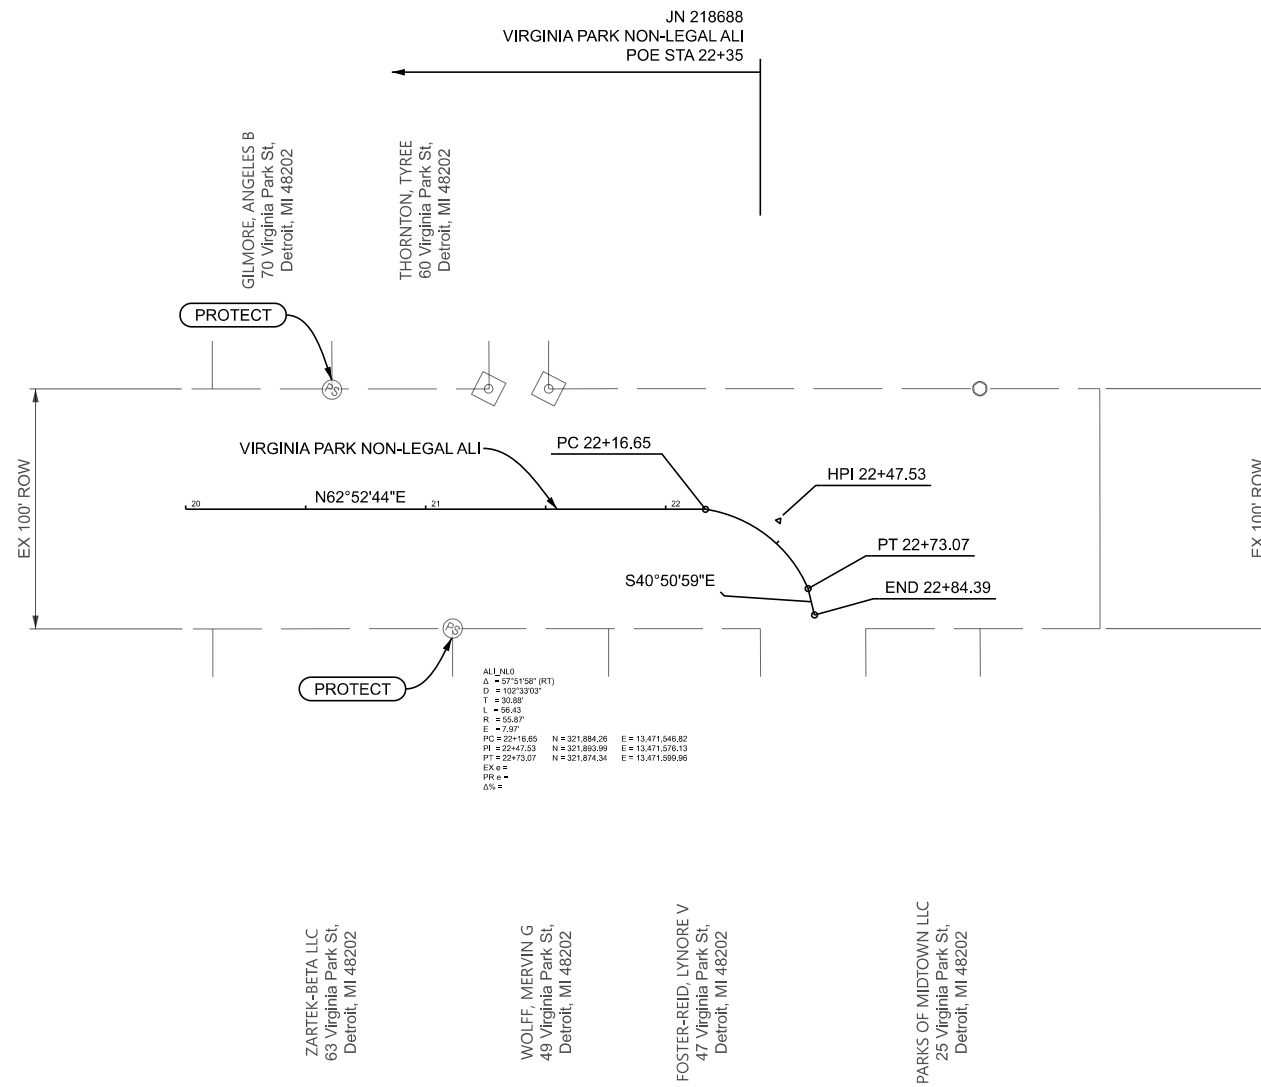 JN 218688
VIRGINIA PARK NON-LEGAL ALI
POE STA 22+35
GILMORE, ANGELES B
70 Virginia Park St,
Detroit, MI 48202
THORNTON, TYREE
60 Virginia Park St,
Detroit, MI 48202
PROTECT
PS
EX 100' ROW
VIRGINIA PARK NON-LEGAL ALI
PC 22+16.65
HPI 22+47.53
EX 100' ROW
20
N62°52'44"E
21
22
PT 22+73.07
S40°50'59"E
END 22+84.39
PS
PROTECT
ALI_NL0
Δ = 57°51'58" (RT)
D = 102°33'03"
T = 30.88'
L = 56.43
R = 55.87'
E = 7.97'
PC = 22+16.65 N = 321,884.26 E = 13,471,546.82
PI = 22+47.53 N = 321,893.99 E = 13,471,576.13
PT = 22+73.07 N = 321,874.34 E = 13,471,599.96
EX e =
PR e =
Δ% =
ZARTEK-BETA LLC
63 Virginia Park St,
Detroit, MI 48202
WOLFF, MERVIN G
49 Virginia Park St,
Detroit, MI 48202
FOSTER-REID, LYNORE V
47 Virginia Park St,
Detroit, MI 48202
PARKS OF MIDTOWN LLC
25 Virginia Park St,
Detroit, MI 48202